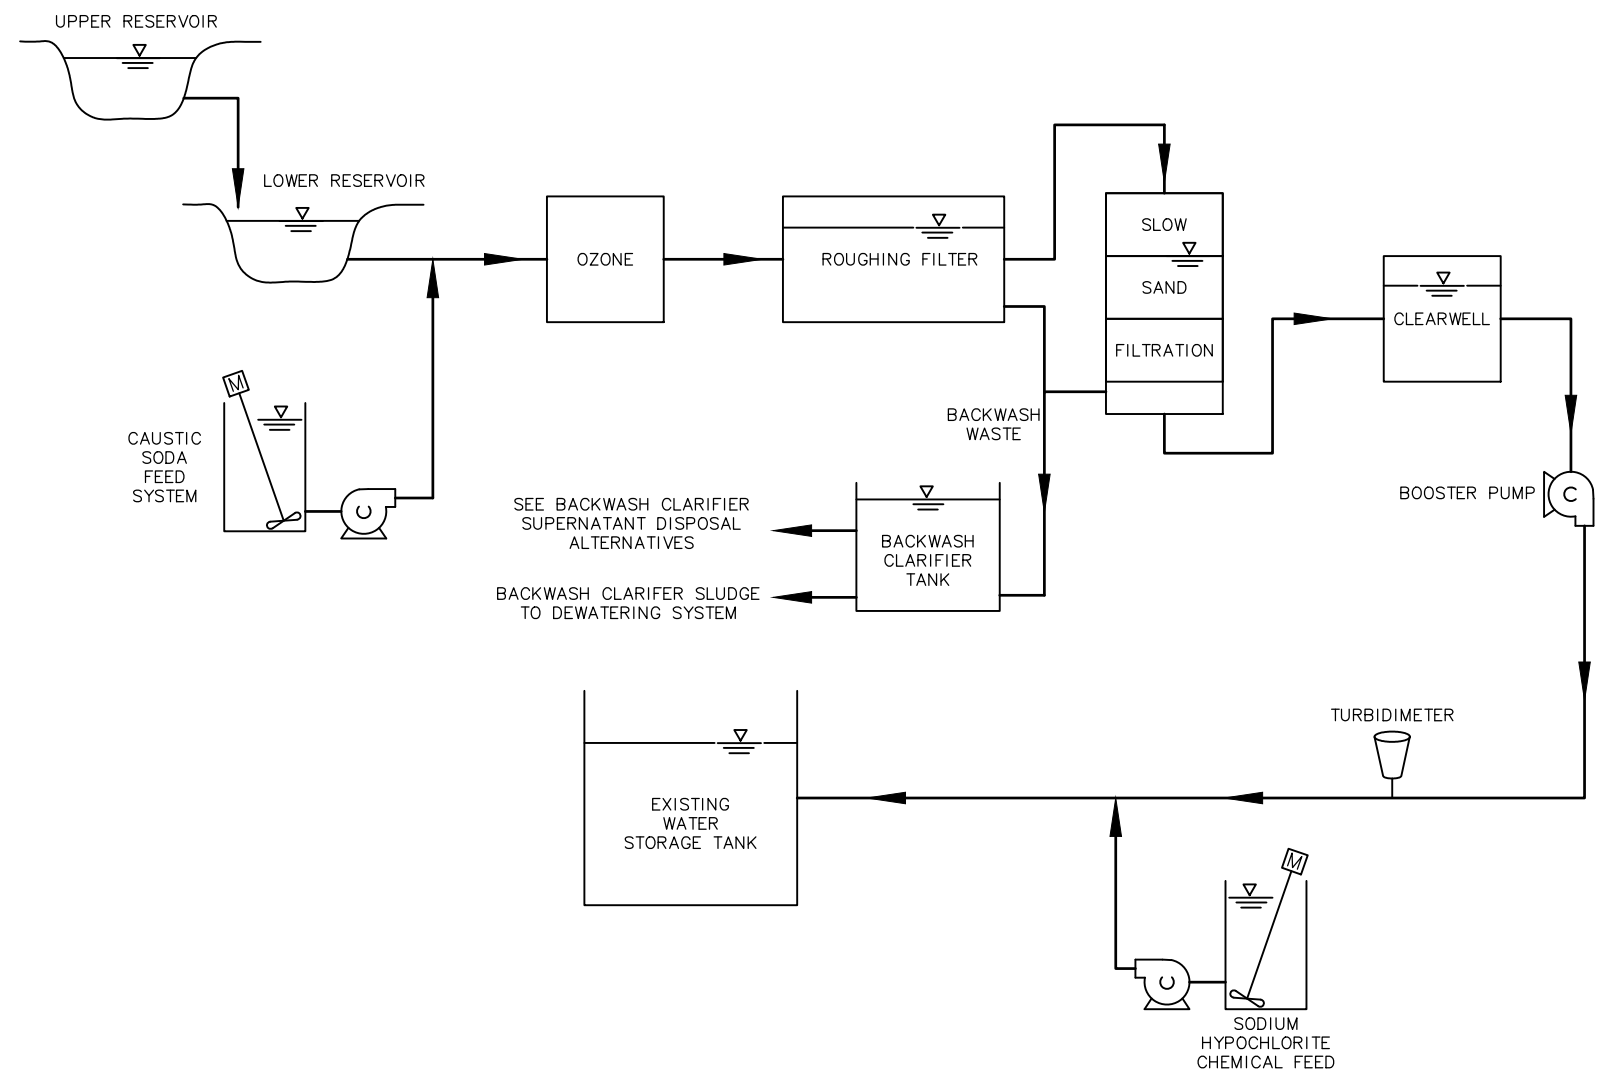 UPPER RESERVOIR
LOWER RESERVOIR
OZONE
ROUGHING FILTER
SLOW
SAND
FILTRATION
CLEARWELL
M
CAUSTIC
SODA
FEED
SYSTEM
C
BACKWASH
WASTE
BOOSTER PUMP
C
SEE BACKWASH CLARIFIER
SUPERNATANT DISPOSAL
ALTERNATIVES
BACKWASH
CLARIFIER
TANK
BACKWASH CLARIFER SLUDGE
TO DEWATERING SYSTEM
TURBIDIMETER
EXISTING
WATER
STORAGE TANK
M
C
SODIUM
HYPOCHLORITE
CHEMICAL FEED